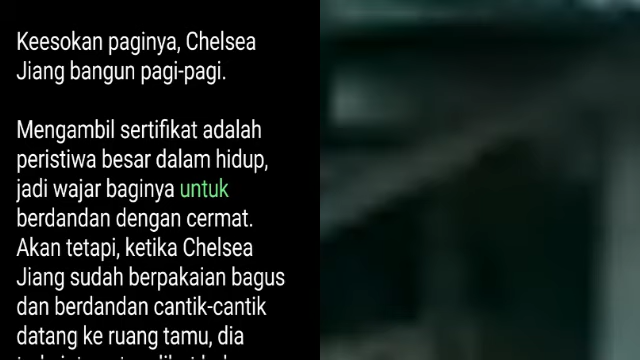 Keesokan paginya, Chelsea
Jiang bangun pagi-pagi.
Mengambil sertifikat adalah
peristiwa besar dalam hidup,
jadi wajar baginya untuk
berdandan dengan cermat.
Akan tetapi, ketika Chelsea
Jiang sudah berpakaian bagus
dan berdandan cantik-cantik
datang ke ruang tamu, dia